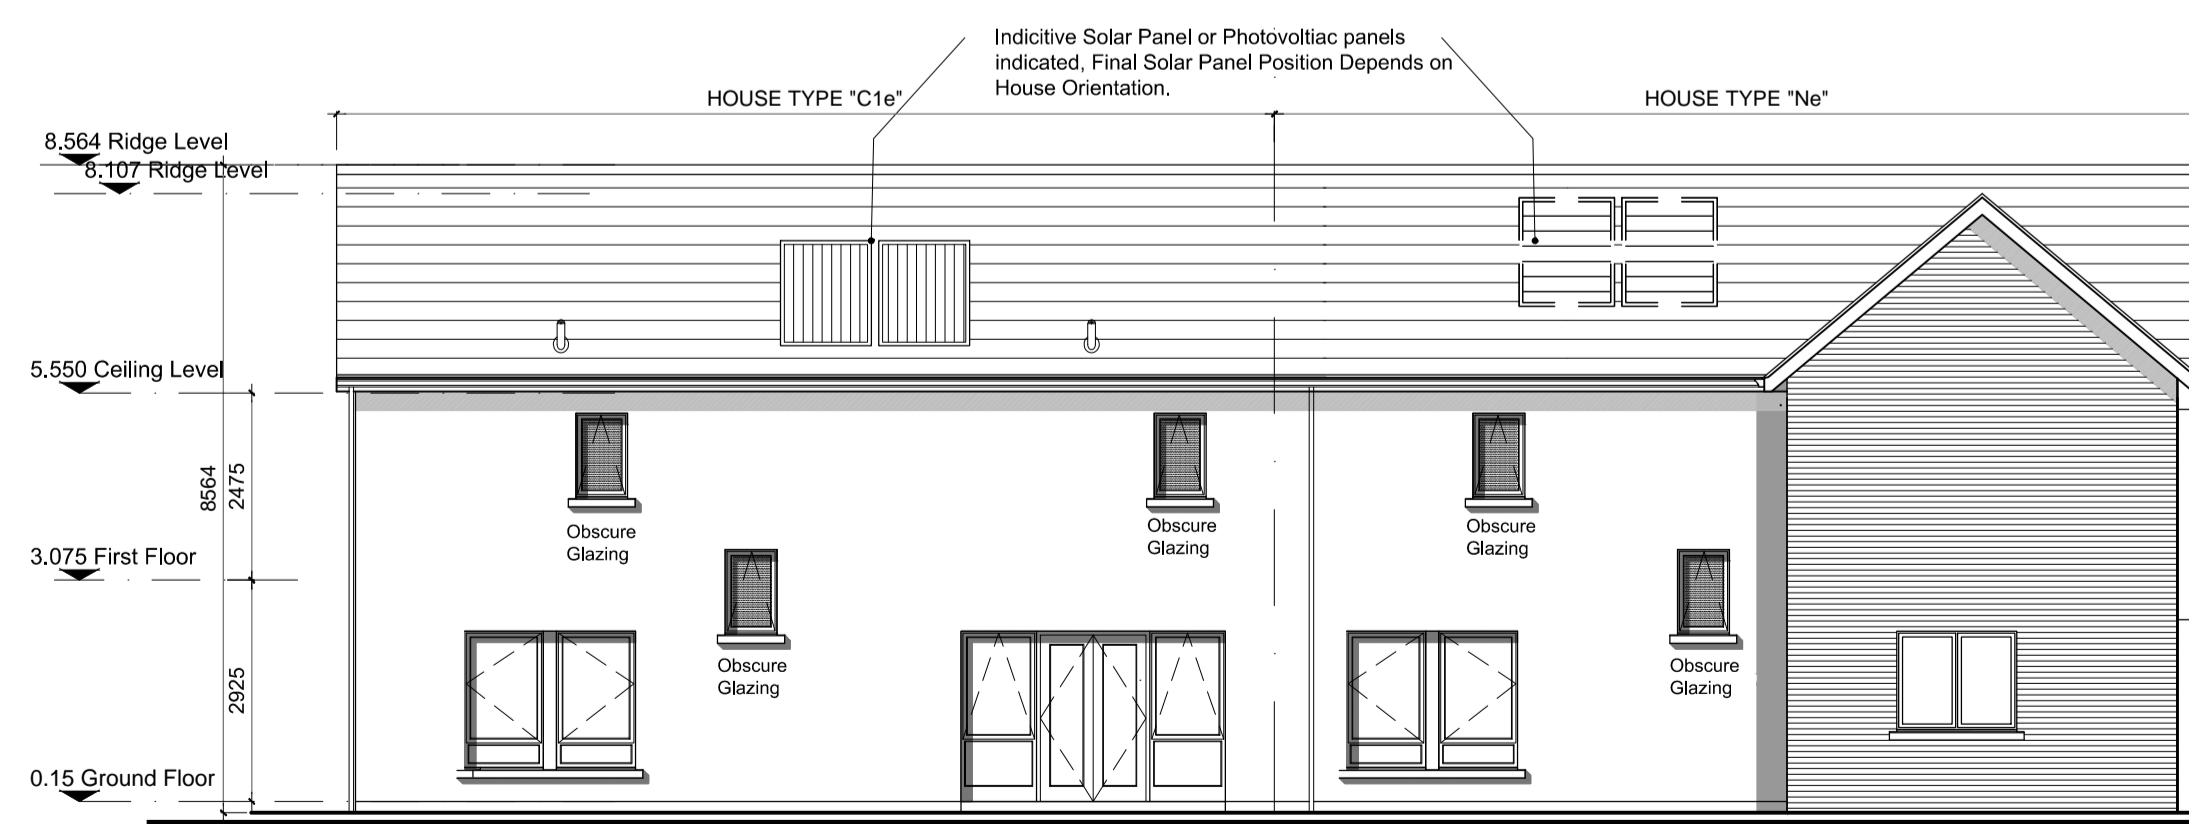 Indicitive Solar Panel or Photovoltiac panels
indicated, Final Solar Panel Position Depends on
House Orientation.
HOUSE TYPE "C1e"
HOUSE TYPE "Ne"
8.564 Ridge Level
8.107 Ridge Level
5.550 Ceiling Level
8564
2475
Obscure
Glazing
Obscure
Glazing
Obscure
Glazing
3.075 First Floor
2925
Obscure
Glazing
Obscure
Glazing
0.15 Ground Floor